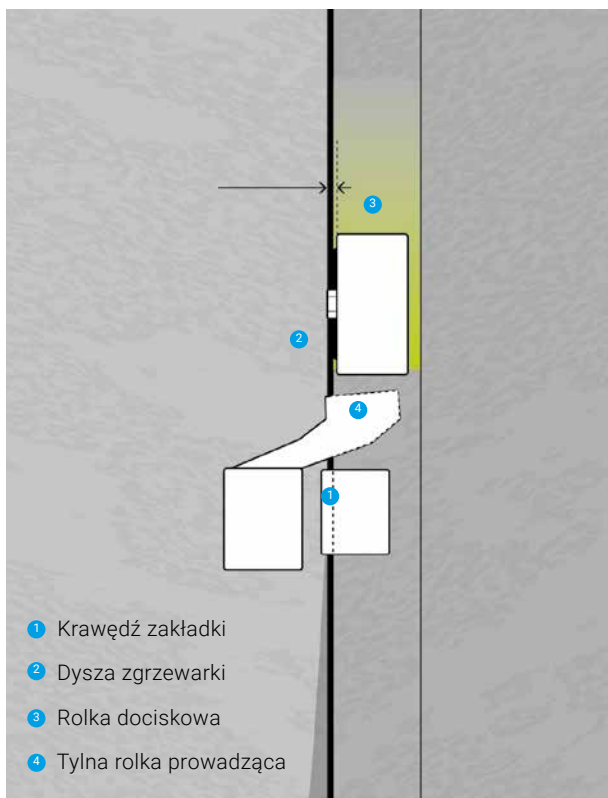 3
2
4
1
1 Krawędź zakładki
2 Dysza zgrzewarki
3 Rolka dociskowa
4 Tylna rolka prowadząca